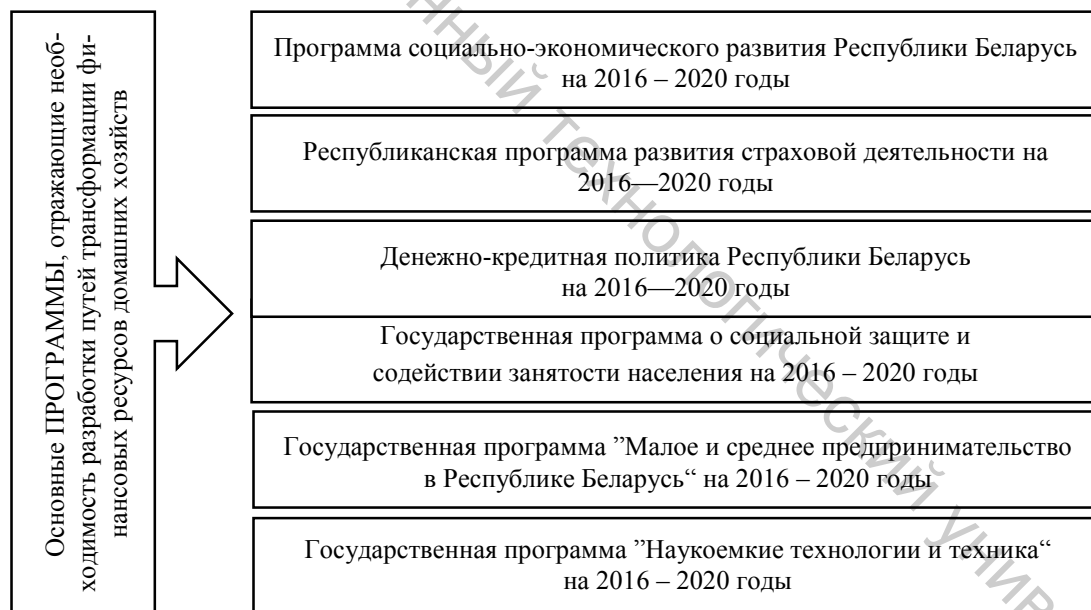 Основные ПРОГРАММЫ, отражающие необ-
ходимость разработки путей трансформации фи-
нансовых ресурсов домашних хозяйств
Программа социально-экономического развития Республики Беларусь
на 2016 – 2020 годы
Республиканская программа развития страховой деятельности на
2016—2020 годы
Денежно-кредитная политика Республики Беларусь
на 2016—2020 годы
Государственная программа о социальной защите и
содействии занятости населения на 2016 – 2020 годы
Государственная программа ”Малое и среднее предпринимательство
в Республике Беларусь“ на 2016 – 2020 годы
Государственная программа ”Наукоемкие технологии и техника“
на 2016 – 2020 годы
технологический